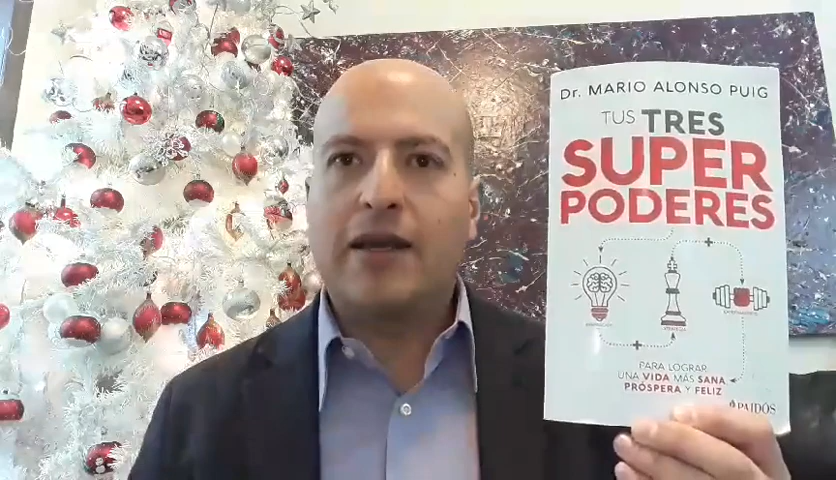 Dr. MARIO ALONSO PUIG
TUS TRES
SUPER
PODERES
PARA LOGRAR
UNA VIDA MÁS SANA
PRÓSPERA Y FELIZ
PAIDÓS